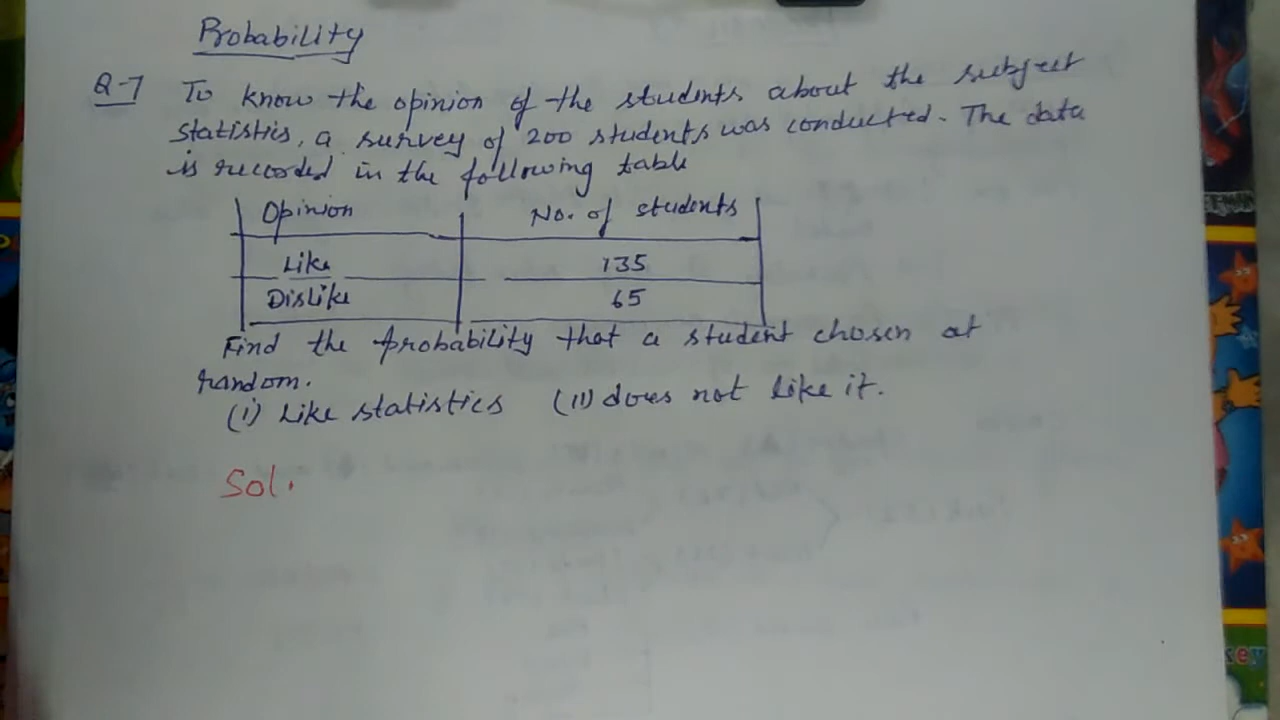 Probability
Q-7 To know the opinion of the students about the subject
statistics, a survey of 200 students was conducted. The data
is recorded in the following table
Opinion No. of students
Like 135
Dislike 65
Find the probability that a student chosen at
random.
(i) Like statistics (ii) does not like it.
Sol.